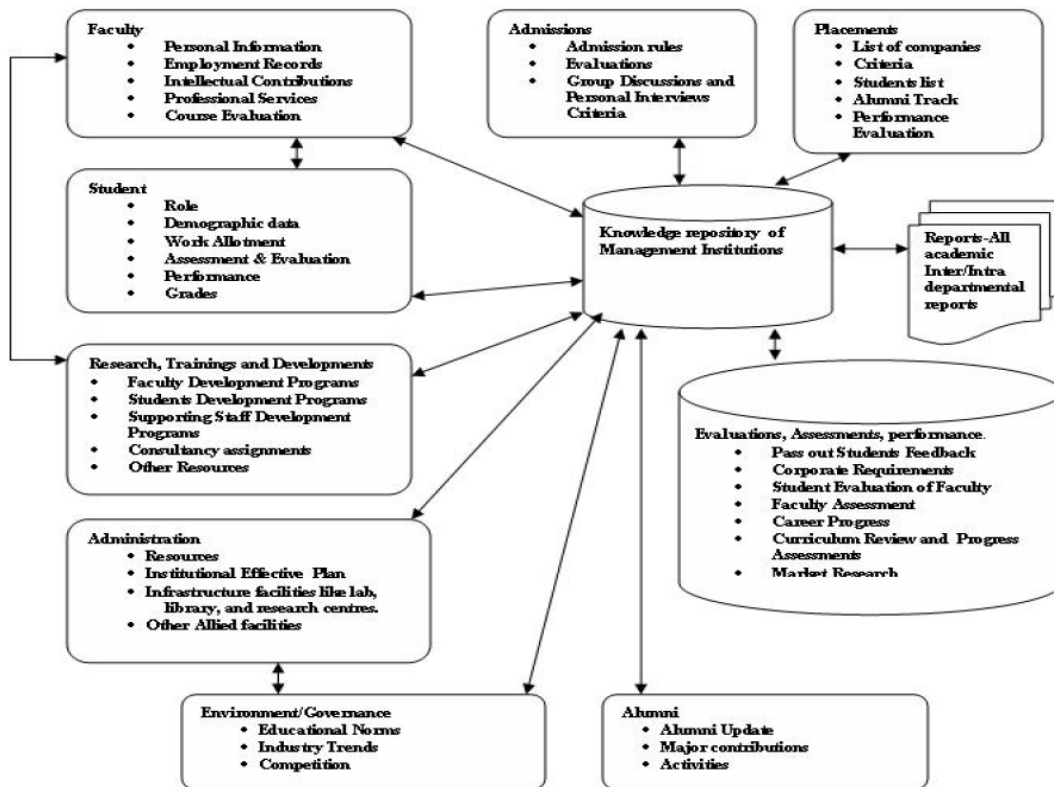 Faculty
• Personal Information
• Employment Records
• Intellectual Contributions
• Professional Services
• Course Evaluation
Admissions
• Admission rules
• Evaluations
• Group Discussions and
Personal Interviews
Criteria
Placements
• List of companies
• Criteria
• Students list
• Alumni Track
• Performance
Evaluation
Student
• Role
• Demographic data
• Work Allotment
• Assessment & Evaluation
• Performance
• Grades
Knowledge repository of
Management Institutions
Reports-All
academic
Inter/Intra
departmental
reports
Research, Trainings and Developments
• Faculty Development Programs
• Students Development Programs
• Supporting Staff Development
Programs
• Consultancy assignments
• Other Resources
Evaluations, Assessments, performance.
• Pass out Students Feedback
• Corporate Requirements
• Student Evaluation of Faculty
• Faculty Assessment
• Career Progress
• Curriculum Review and Progress
Assessments
• Market Research
Administration
• Resources
• Institutional Effective Plan
• Infrastructure facilities like lab,
library, and research centres.
• Other Allied facilities
Environment/Governance
• Educational Norms
• Industry Trends
• Competition
Alumni
• Alumni Update
• Major contributions
• Activities